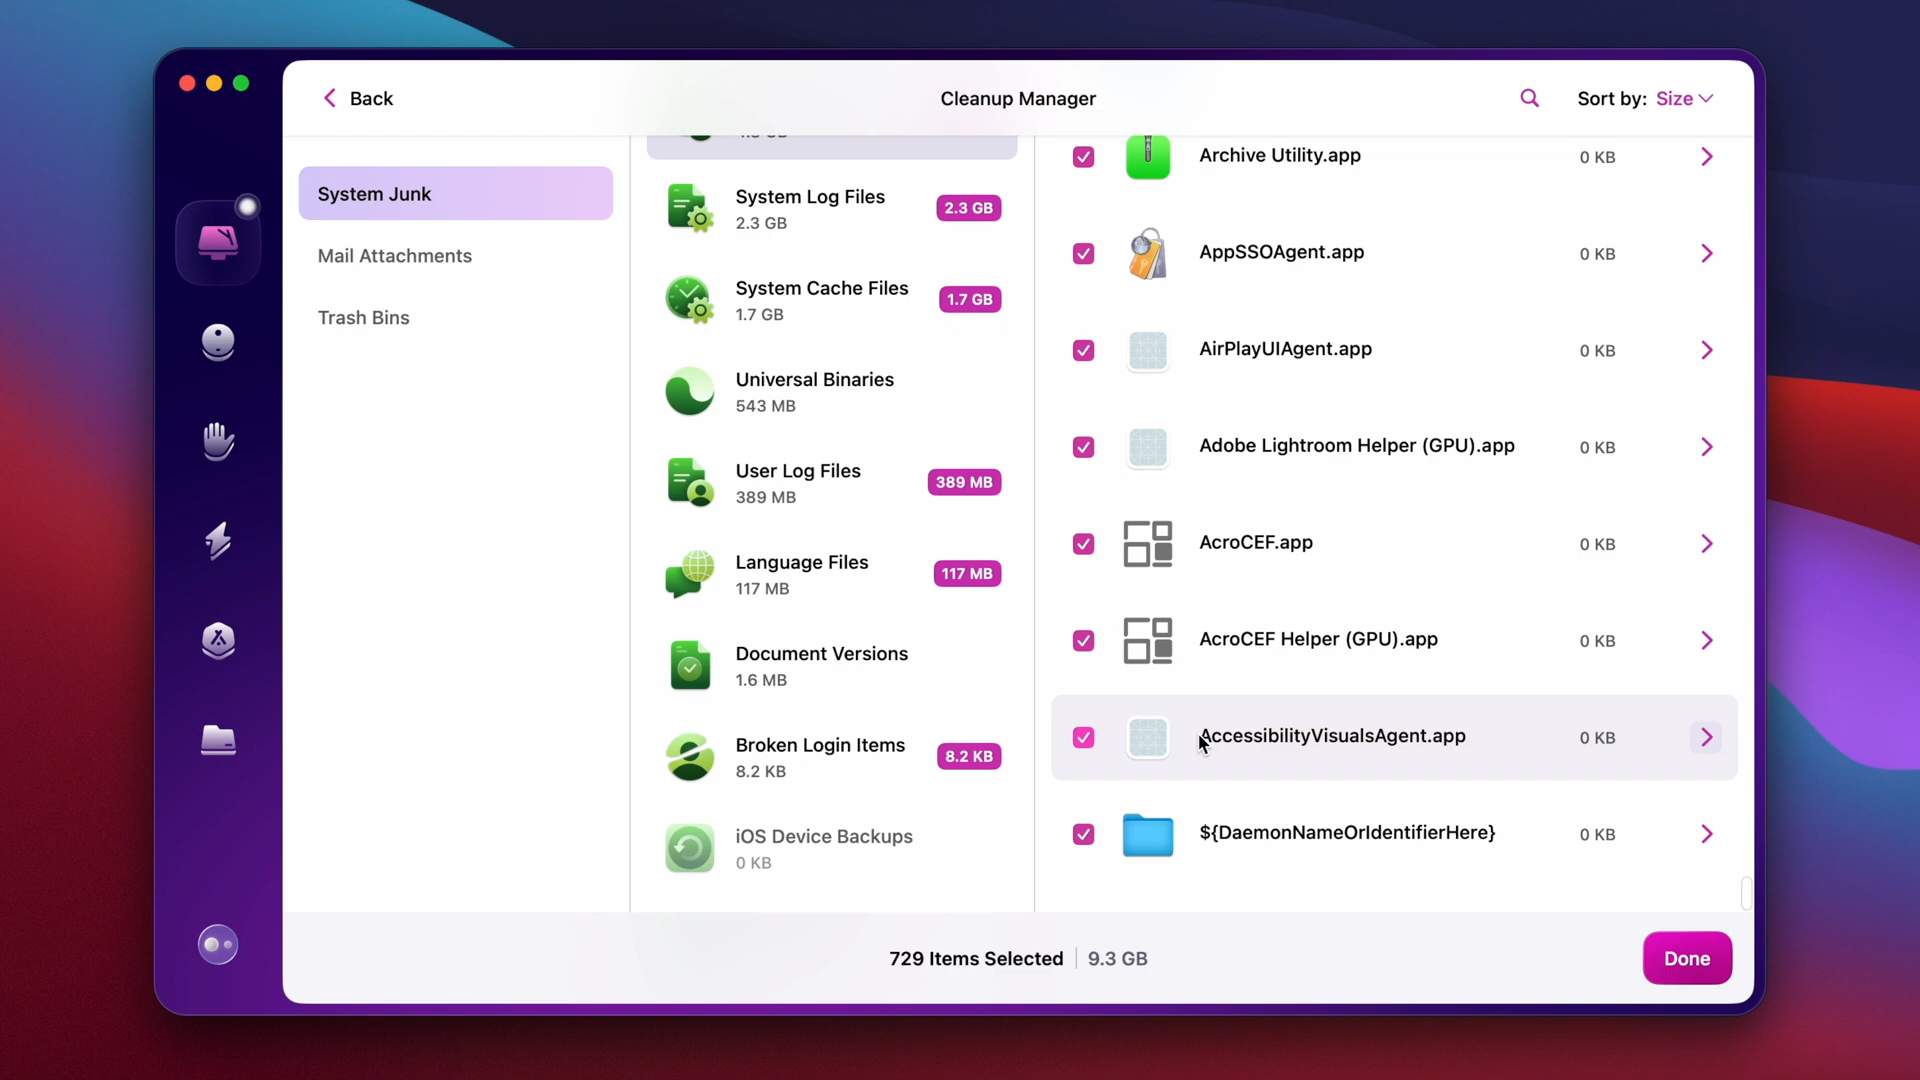 Back
Cleanup Manager
Sort by: Size
System Junk
Mail Attachments
Trash Bins
System Log Files
2.3 GB
2.3 GB
System Cache Files
1.7 GB
1.7 GB
Universal Binaries
543 MB
User Log Files
389 MB
389 MB
Language Files
117 MB
117 MB
Document Versions
1.6 MB
Broken Login Items
8.2 KB
8.2 KB
iOS Device Backups
0 KB
Archive Utility.app
0 KB
AppSSOAgent.app
0 KB
AirPlayUIAgent.app
0 KB
Adobe Lightroom Helper (GPU).app
0 KB
AcroCEF.app
0 KB
AcroCEF Helper (GPU).app
0 KB
AccessibilityVisualsAgent.app
0 KB
${DaemonNameOrIdentifierHere}
0 KB
729 Items Selected
9.3 GB
Done